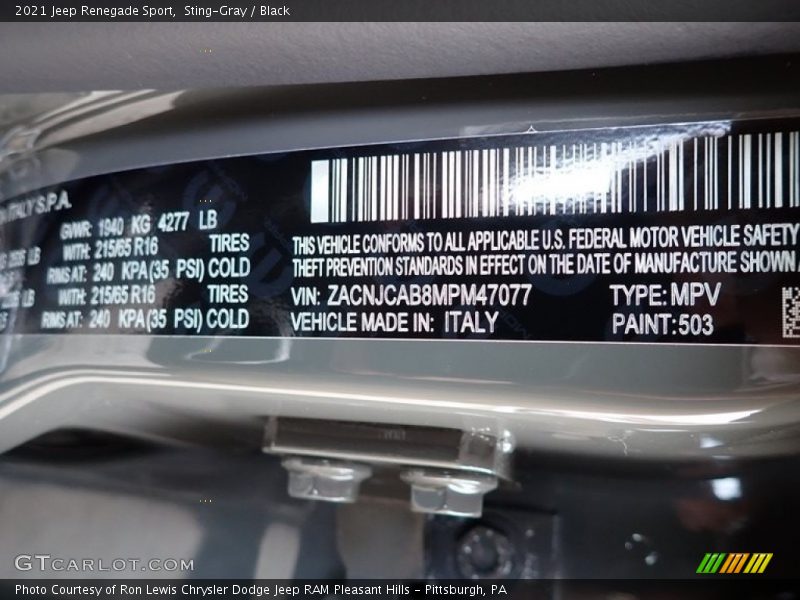 2021 Jeep Renegade Sport,  Sting-Gray / Black
ITALY S.P.A.
GVWR: 1940 KG 4277 LB
LB WITH: 215/65 R16 TIRES
RIMS AT: 240 KPA(35 PSI) COLD
LB WITH: 215/65 R16 TIRES
RIMS AT: 240 KPA(35 PSI) COLD
THIS VEHICLE CONFORMS TO ALL APPLICABLE U.S. FEDERAL MOTOR VEHICLE SAFETY
THEFT PREVENTION STANDARDS IN EFFECT ON THE DATE OF MANUFACTURE SHOWN
VIN: ZACNJCAB8MPM47077 TYPE: MPV
VEHICLE MADE IN: ITALY PAINT: 503
GTCARLOT.COM
Photo Courtesy of Ron Lewis Chrysler Dodge Jeep RAM Pleasant Hills - Pittsburgh, PA